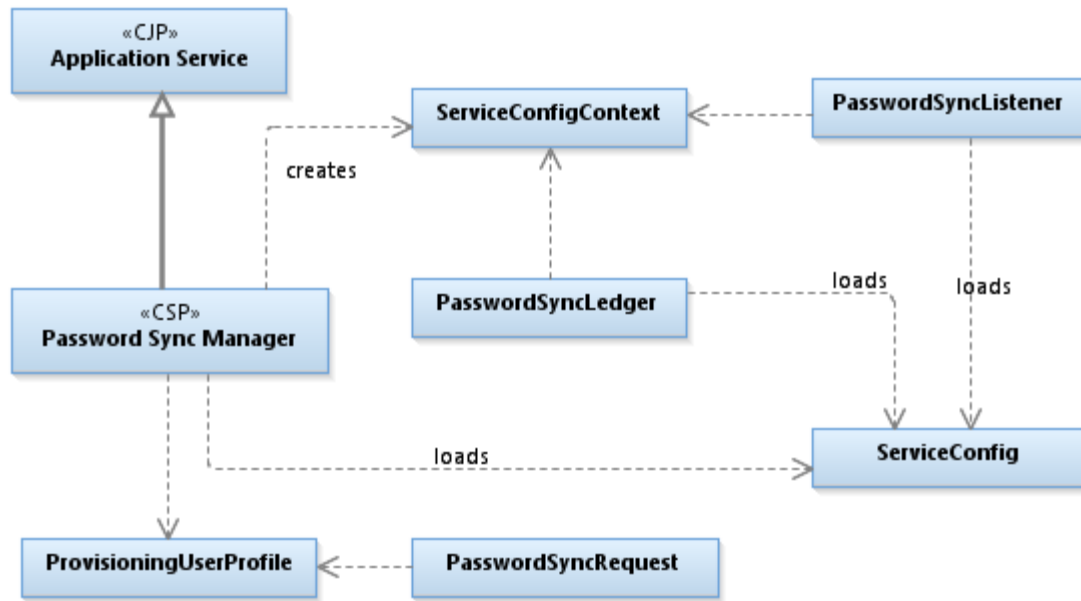 «CJP»
Application Service
ServiceConfigContext
PasswordSyncListener
creates
«CSP»
Password Sync Manager
PasswordSyncLedger
loads
loads
loads
ServiceConfig
ProvisioningUserProfile
PasswordSyncRequest